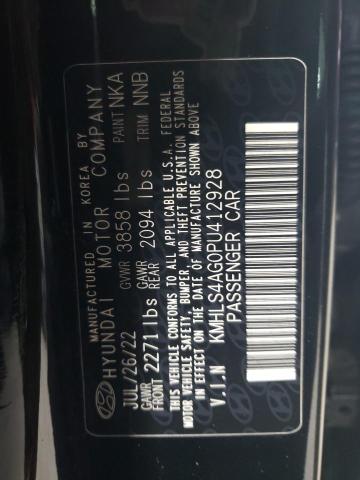 MANUFACTURED IN KOREA BY
HYUNDAI MOTOR COMPANY
JUL/26/22 GVWR 3858 lbs PAINT NKA
GAWR FRONT 2271 lbs GAWR REAR 2094 lbs TRIM NNB
THIS VEHICLE CONFORMS TO ALL APPLICABLE U.S.A. FEDERAL
MOTOR VEHICLE SAFETY, BUMPER, AND THEFT PREVENTION STANDARDS
IN EFFECT ON THE DATE OF MANUFACTURE SHOWN ABOVE
V.I.N KMHLS4AG0PU412928
PASSENGER CAR